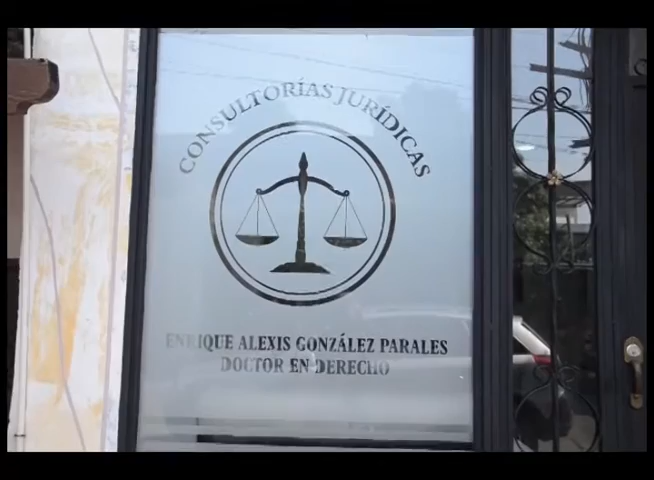 CONSULTORÍAS JURÍDICAS
ENRIQUE ALEXIS GONZÁLEZ PARALES
DOCTOR EN DERECHO